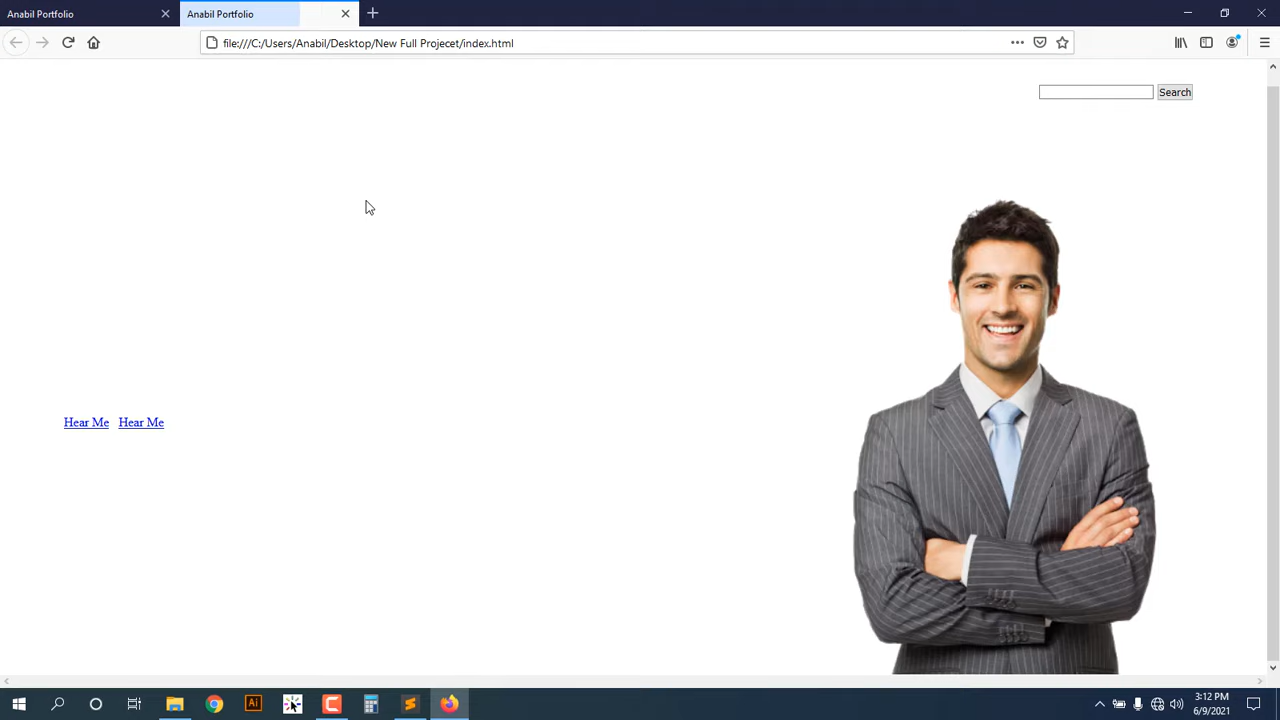 Anabil Portfolio
Anabil Portfolio
file:///C:/Users/Anabil/Desktop/New Full Projecet/index.html
Search
Hear Me Hear Me
Ai
3:12 PM
6/9/2021